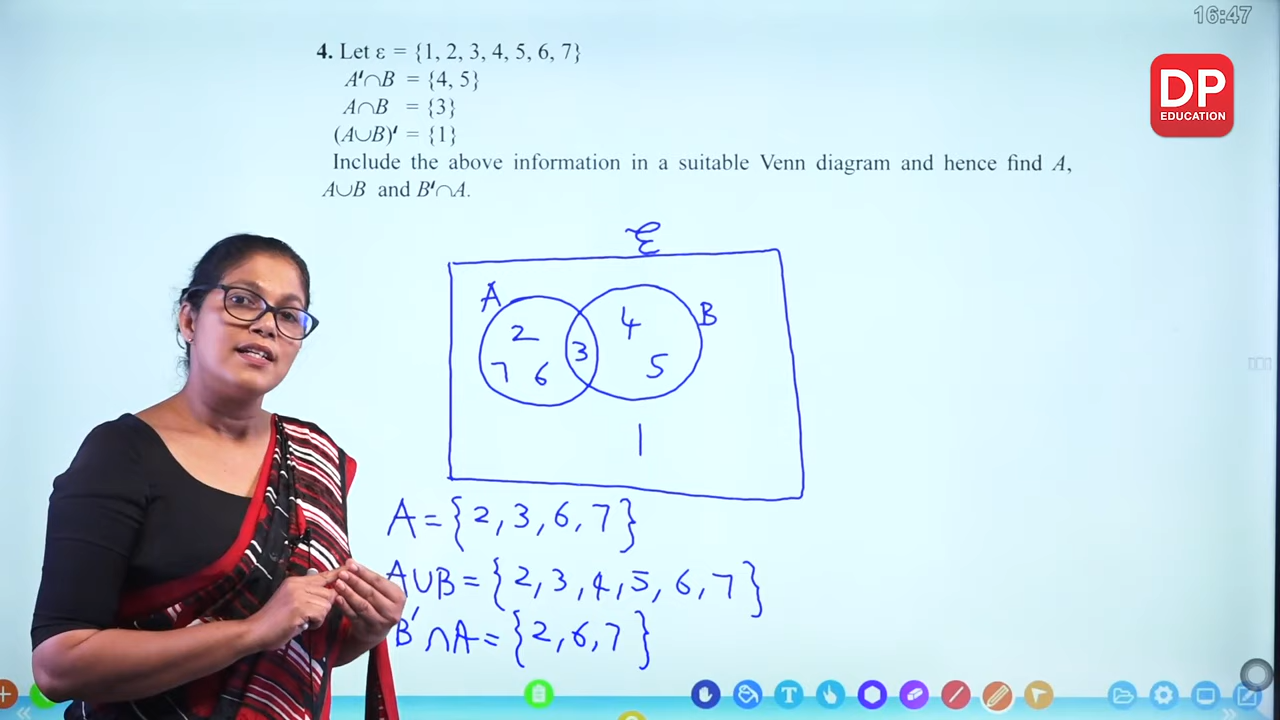 16:47
4. Let ε = {1, 2, 3, 4, 5, 6, 7}
A′∩B = {4, 5}
A∩B = {3}
(A∪B)′ = {1}
Include the above information in a suitable Venn diagram and hence find A,
A∪B and B′∩A.
DP
EDUCATION
ε
A
B
2
4
3
7
6
5
1
A = {2, 3, 6, 7}
A∪B = {2, 3, 4, 5, 6, 7}
B′∩A = {2, 6, 7}
T